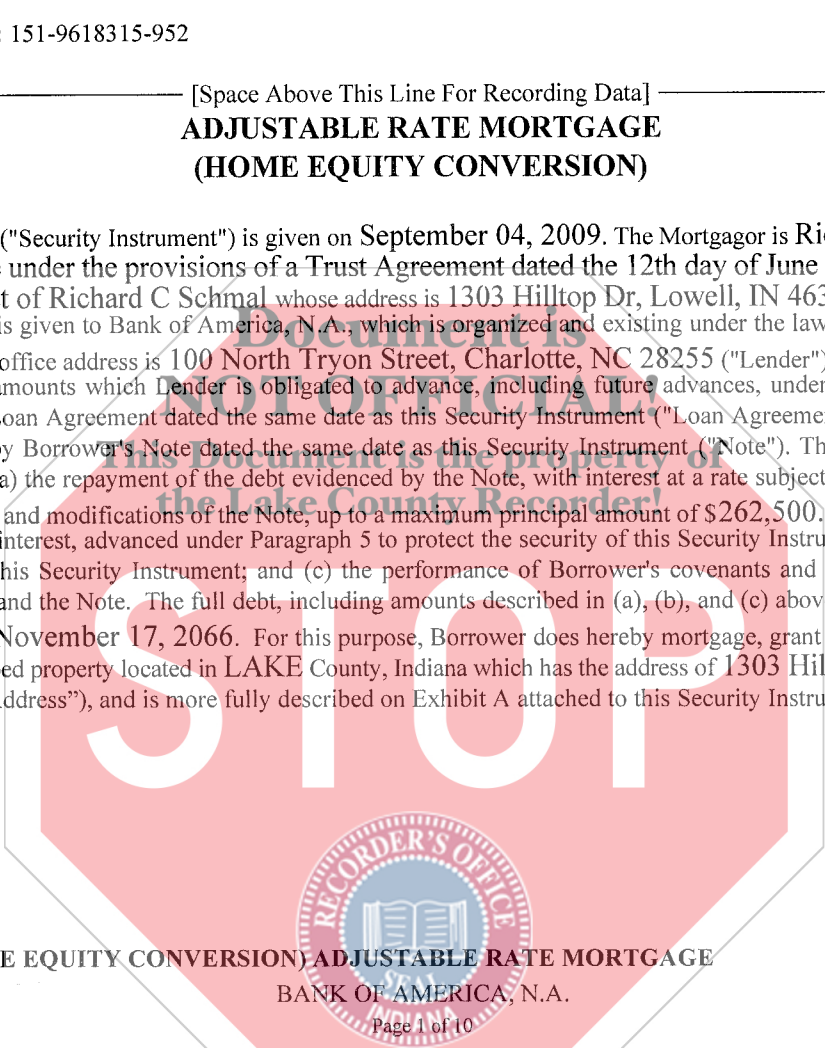 : 151-9618315-952
[Space Above This Line For Recording Data]
ADJUSTABLE RATE MORTGAGE
(HOME EQUITY CONVERSION)
("Security Instrument") is given on September 04, 2009. The Mortgagor is Ri
under the provisions of a Trust Agreement dated the 12th day of June
t of Richard C Schmal whose address is 1303 Hilltop Dr, Lowell, IN 463
is given to Bank of America, N.A., which is organized and existing under the law
Document is
office address is 100 North Tryon Street, Charlotte, NC 28255 ("Lender")
amounts which Lender is obligated to advance, including future advances, under
NOT OFFICIAL!
oan Agreement dated the same date as this Security Instrument ("Loan Agreeme
y Borrower's Note dated the same date as this Security Instrument ("Note"). Th
This Document is the property of
a) the repayment of the debt evidenced by the Note, with interest at a rate subject
the Lake County Recorder!
and modifications of the Note, up to a maximum principal amount of $262,500.
interest, advanced under Paragraph 5 to protect the security of this Security Instru
his Security Instrument; and (c) the performance of Borrower's covenants and
and the Note. The full debt, including amounts described in (a), (b), and (c) abov
November 17, 2066. For this purpose, Borrower does hereby mortgage, grant
ed property located in LAKE County, Indiana which has the address of 1303 Hil
ddress”), and is more fully described on Exhibit A attached to this Security Instru
STOP
RECORDER'S OFFICE
SEAL
INDIANA
E EQUITY CONVERSION) ADJUSTABLE RATE MORTGAGE
BANK OF AMERICA, N.A.
Page 1 of 10